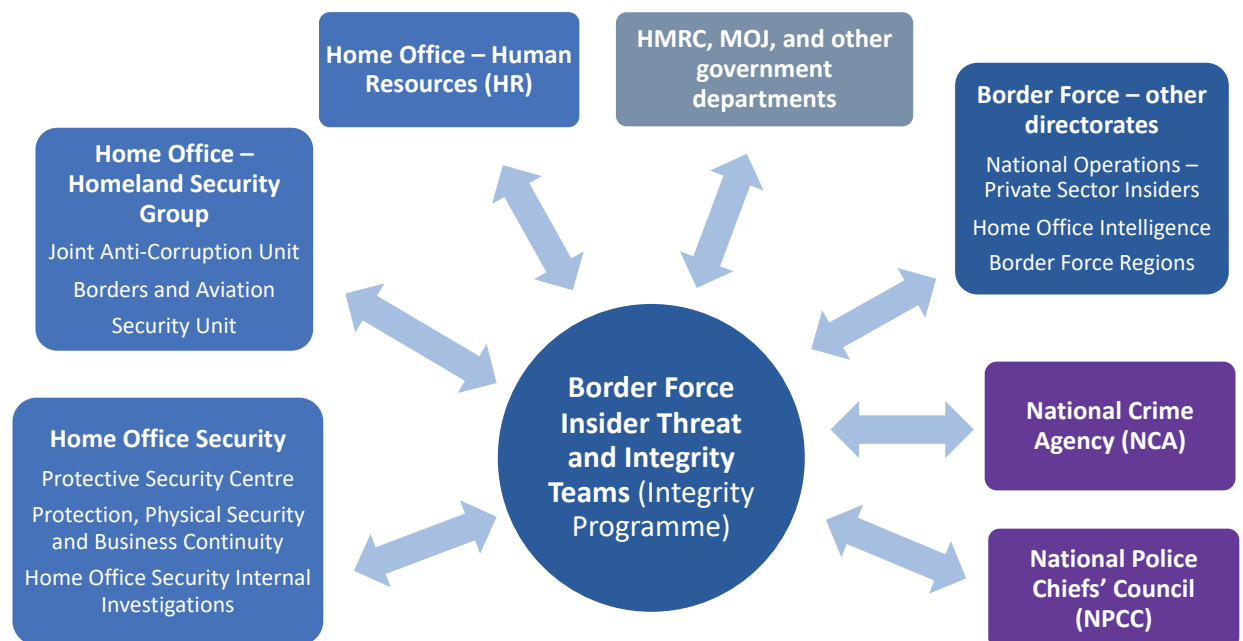 Home Office – Human
Resources (HR)
HMRC, MOJ, and other
government
departments
Border Force – other
directorates
National Operations –
Private Sector Insiders
Home Office Intelligence
Border Force Regions
Home Office –
Homeland Security
Group
Joint Anti-Corruption Unit
Borders and Aviation
Security Unit
Home Office Security
Protective Security Centre
Protection, Physical Security
and Business Continuity
Home Office Security Internal
Investigations
Border Force
Insider Threat
and Integrity
Teams (Integrity
Programme)
National Crime
Agency (NCA)
National Police
Chiefs’ Council
(NPCC)